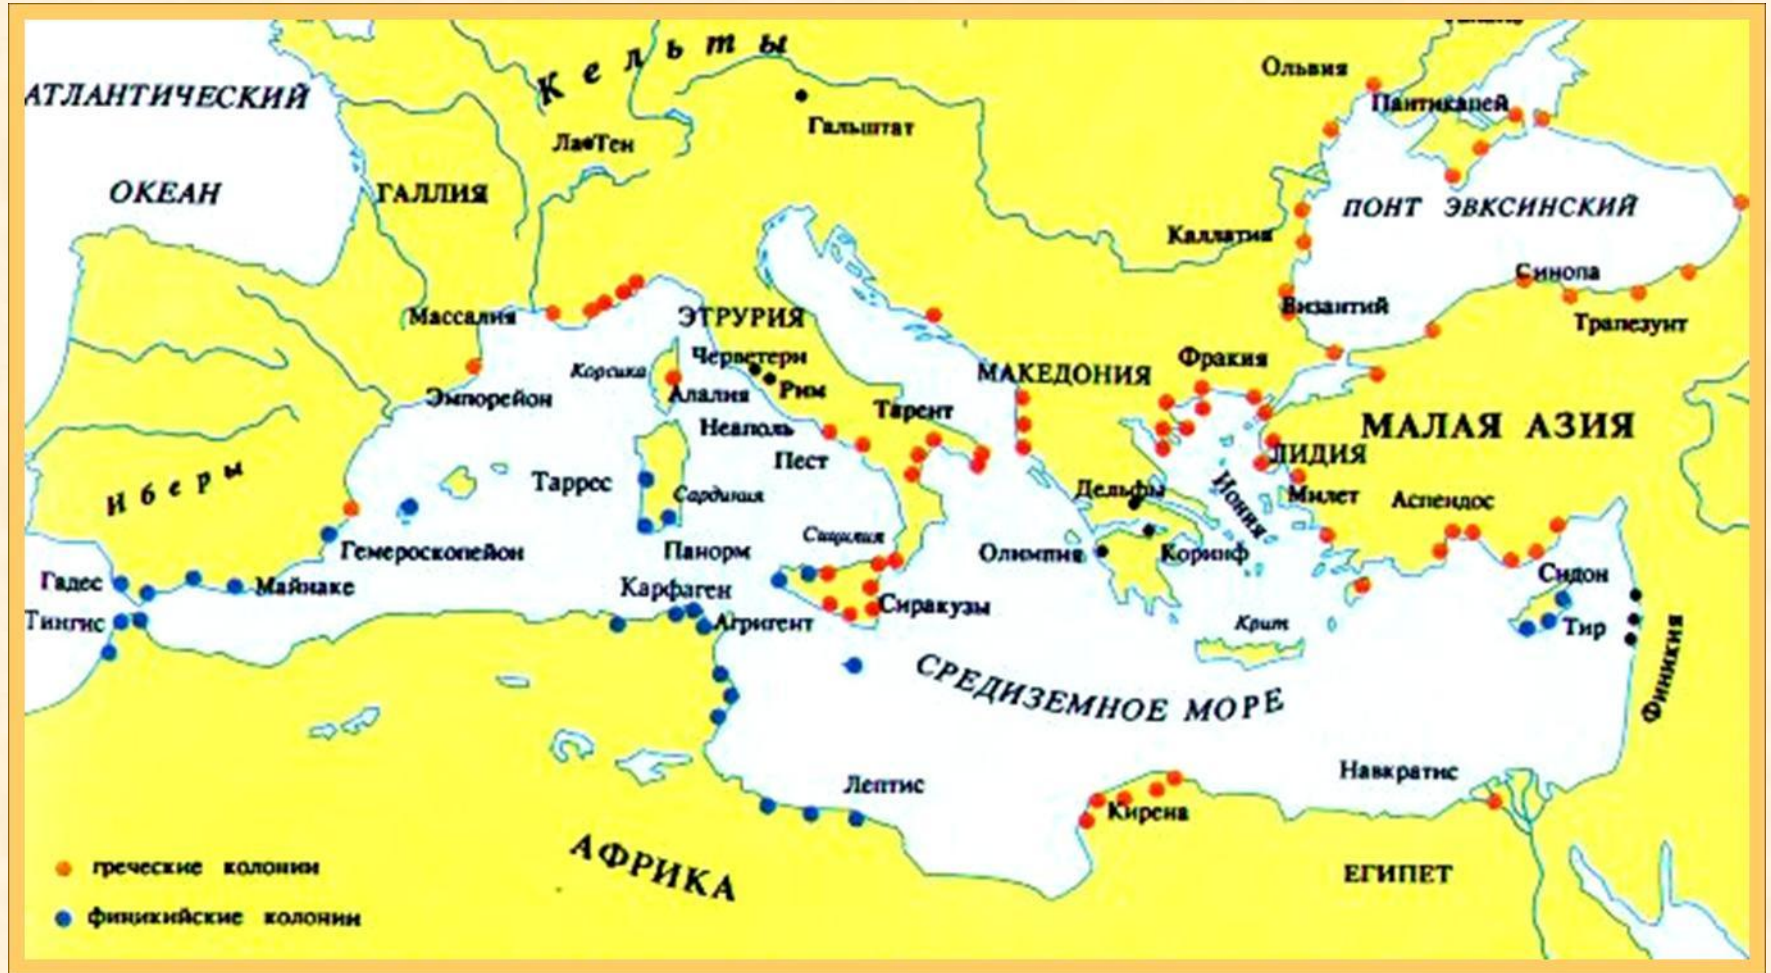 Кельты
Ольвия
АТЛАНТИЧЕСКИЙ
Пантикапей
Гальштат
Ла Тен
ОКЕАН
ГАЛЛИЯ
ПОНТ ЭВКСИНСКИЙ
Каллатия
Синопа
Византий
Массалия
ЭТРУРИЯ
Трапезунт
Черветери
Фракия
Корсика
МАКЕДОНИЯ
Рим
Алалия
Эмпорейон
Тарент
Неаполь
МАЛАЯ АЗИЯ
Пест
ЛИДИЯ
Иберы
Таррес
Сардиния
Дельфы
Иония
Милет
Аспендос
Сицилия
Гемероскопейон
Панорм
Олимпия
Коринф
Гадес
Майнаке
Карфаген
Сидон
Сиракузы
Тингис
Агригент
Крит
Тир
Финикия
СРЕДИЗЕМНОЕ МОРЕ
Навкратис
Лептис
Кирена
АФРИКА
ЕГИПЕТ
греческие колонии
финикийские колонии